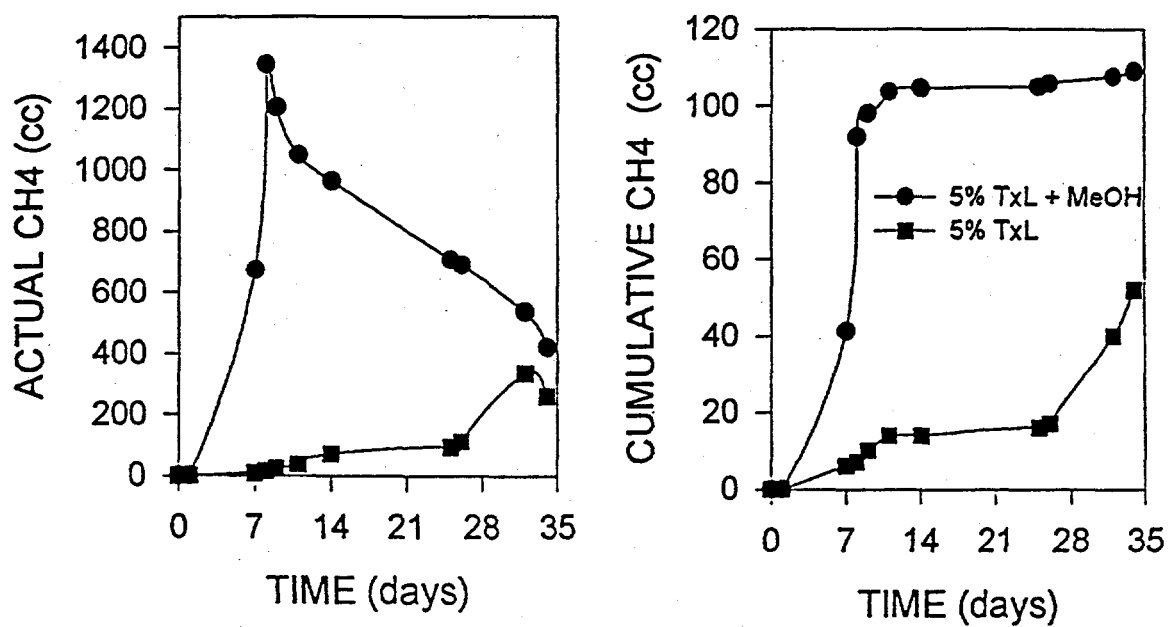 ACTUAL CH4 (cc)
1400
1200
1000
800
600
400
200
0
0 7 14 21 28 35
TIME (days)
CUMULATIVE CH4 (cc)
120
100
80
60
40
20
0
5% TxL + MeOH
5% TxL
0 7 14 21 28 35
TIME (days)